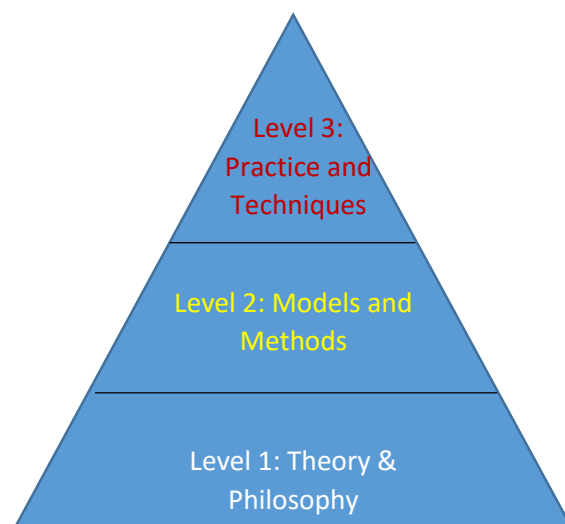 Level 3:
Practice and
Techniques
Level 2: Models and
Methods
Level 1: Theory &
Philosophy